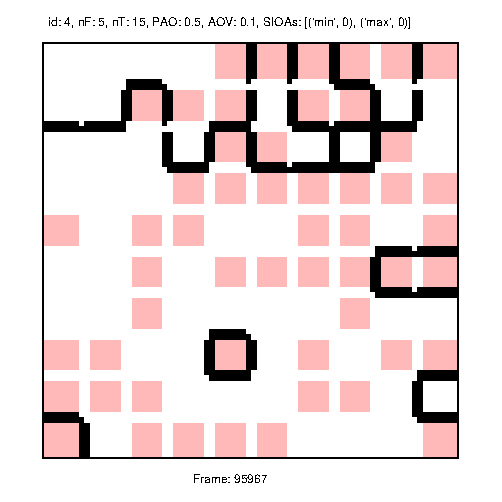 id: 4, nF: 5, nT: 15, PAO: 0.5, AOV: 0.1, SIOAs: [('min', 0), ('max', 0)]
Frame: 95967